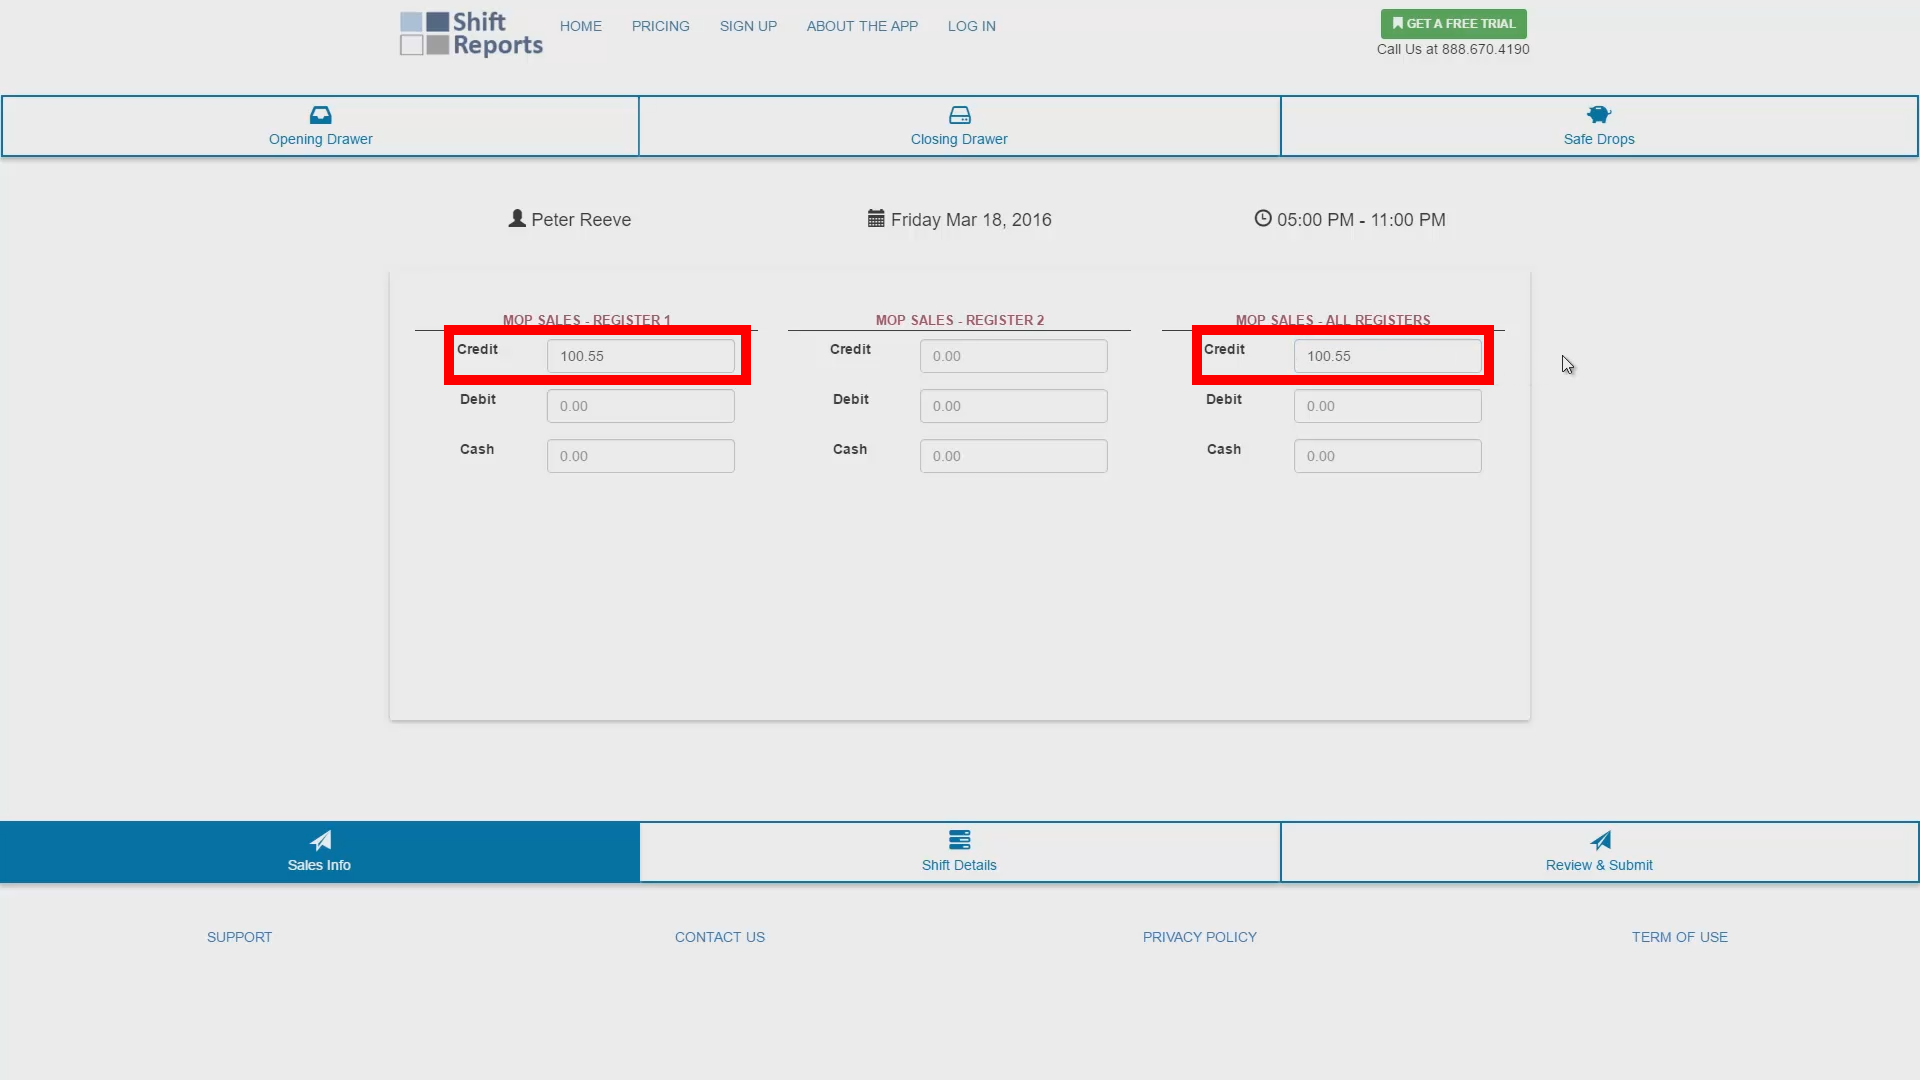 Shift
Reports
HOME PRICING SIGN UP ABOUT THE APP LOG IN
GET A FREE TRIAL
Call Us at 888.670.4190
Opening Drawer Closing Drawer Safe Drops
Peter Reeve Friday Mar 18, 2016 05:00 PM - 11:00 PM
MOP SALES - REGISTER 1 MOP SALES - REGISTER 2 MOP SALES - ALL REGISTERS
Credit 100.55 Credit 0.00 Credit 100.55
Debit 0.00 Debit 0.00 Debit 0.00
Cash 0.00 Cash 0.00 Cash 0.00
Sales Info Shift Details Review & Submit
SUPPORT CONTACT US PRIVACY POLICY TERM OF USE